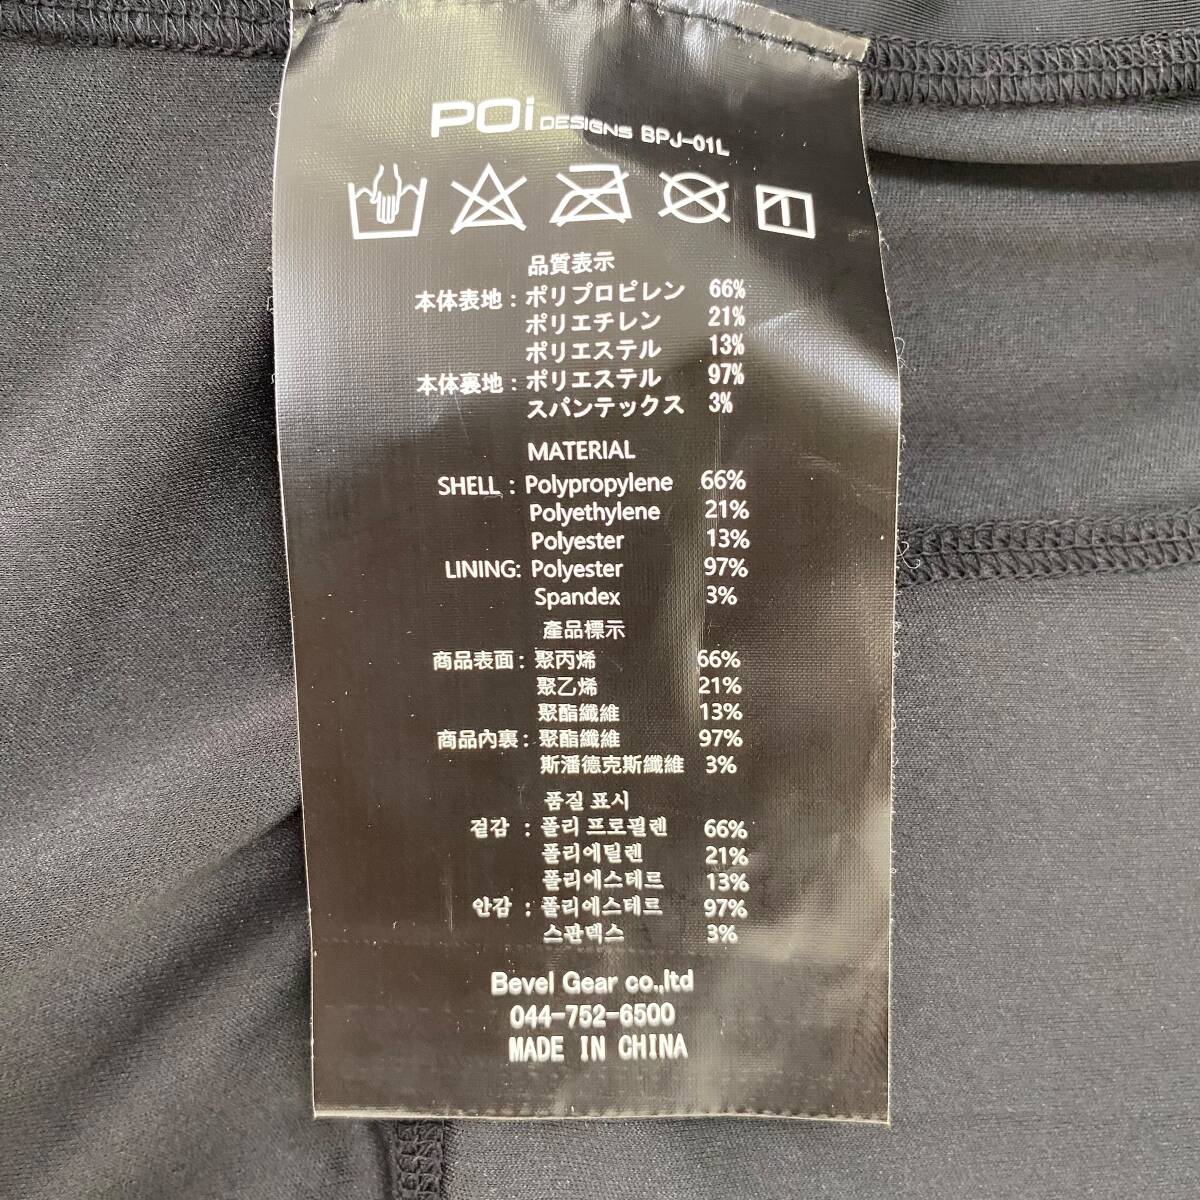 POi DESIGNS BPJ-01L
品質表示
本体表地：ポリプロピレン 66%
ポリエチレン 21%
ポリエステル 13%
本体裏地：ポリエステル 97%
スパンテックス 3%
MATERIAL
SHELL : Polypropylene 66%
Polyethylene 21%
Polyester 13%
LINING: Polyester 97%
Spandex 3%
產品標示
商品表面：聚丙烯 66%
聚乙烯 21%
聚酯纖維 13%
商品內裏：聚酯纖維 97%
斯潘德克斯纖維 3%
품질 표시
겉감 : 폴리 프로필렌 66%
폴리에틸렌 21%
폴리에스테르 13%
안감 : 폴리에스테르 97%
스판덱스 3%
Bevel Gear co.,ltd
044-752-6500
MADE IN CHINA